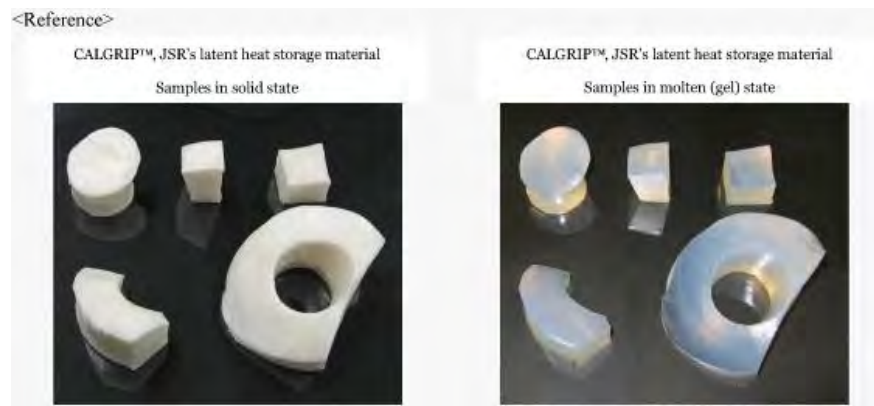 <Reference>
CALGRIP™, JSR's latent heat storage material
Samples in solid state
CALGRIP™, JSR's latent heat storage material
Samples in molten (gel) state